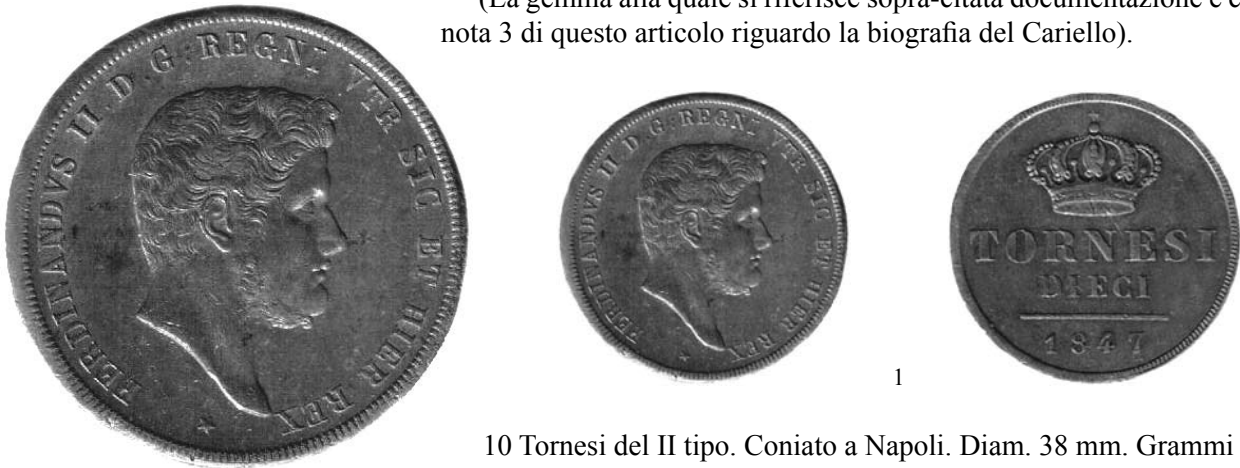 (La gemma alla quale si riferisce sopra-citata documentazione è
nota 3 di questo articolo riguardo la biografia del Cariello).
FERDINANDVS II D G REGNI VTR SIC ET HIER REX
FERDINANDVS II D G REGNI VTR SIC ET HIER REX
TORNESI
DIECI
1847
1
10 Tornesi del II tipo. Coniato a Napoli. Diam. 38 mm. Grammi